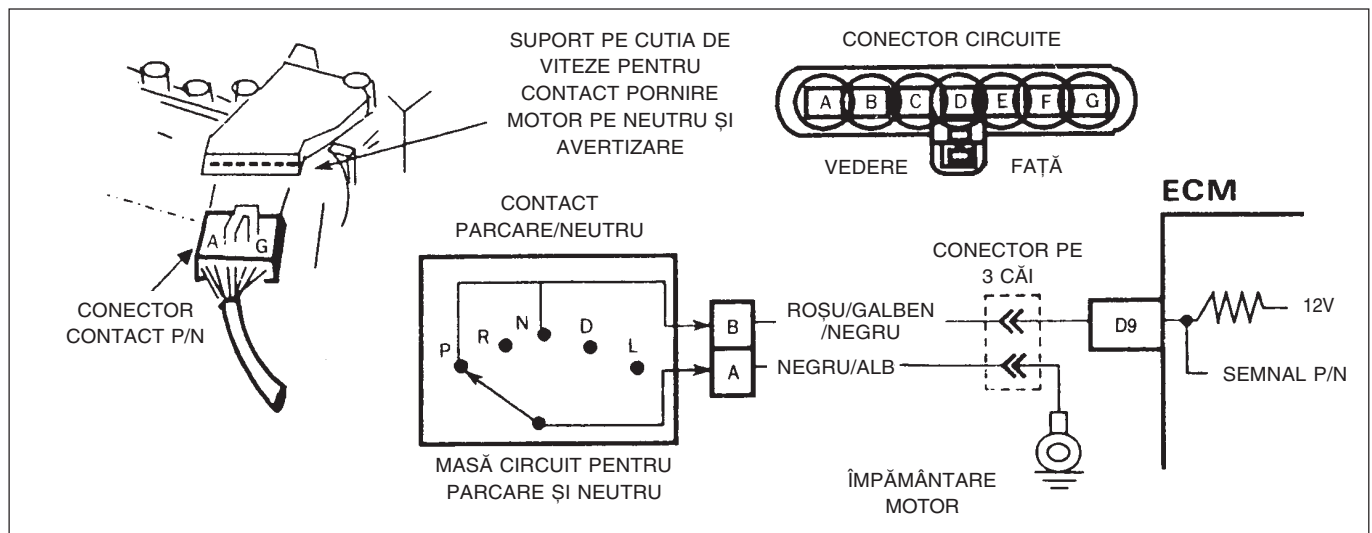 SUPORT PE CUTIA DE
VITEZE PENTRU
CONTACT PORNIRE
MOTOR PE NEUTRU ȘI
AVERTIZARE
CONECTOR CIRCUITE
A B C D E F G
VEDERE FAȚĂ
A G
CONECTOR
CONTACT P/N
CONTACT
PARCARE/NEUTRU
P R N D L
MASĂ CIRCUIT PENTRU
PARCARE ȘI NEUTRU
B
A
ROȘU/GALBEN
/NEGRU
NEGRU/ALB
CONECTOR PE
3 CĂI
ÎMPĂMÂNTARE
MOTOR
ECM
D9
12V
SEMNAL P/N